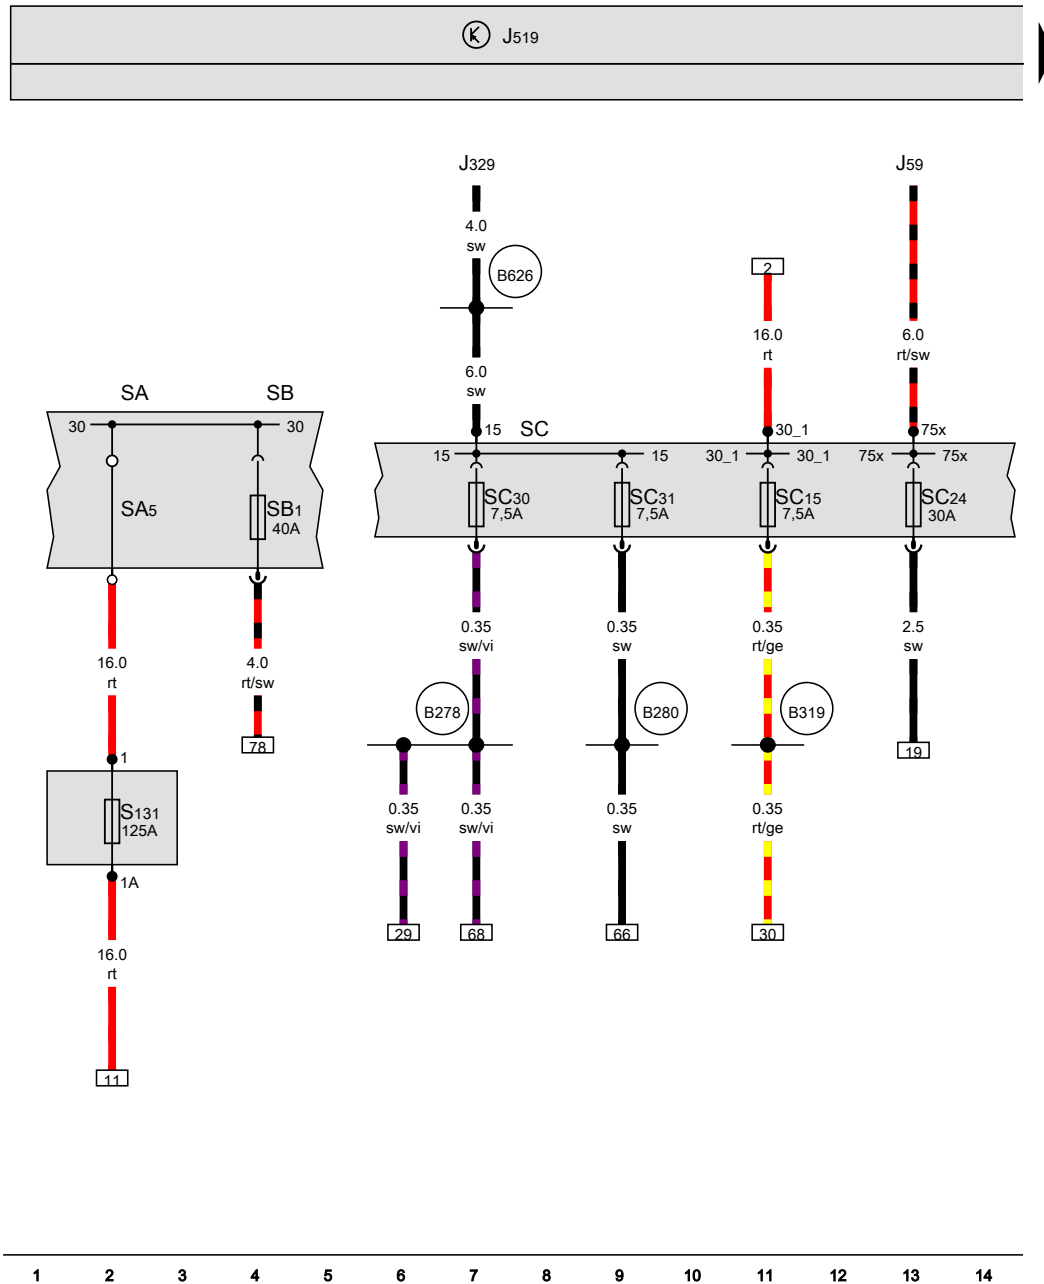 J519
J329
J59
4.0
sw
B626
2
16.0
rt
6.0
rt/sw
6.0
sw
SA
SB
15
SC
30_1
75x
30
30
15
15
30_1
30_1
75x
75x
SA5
SB1
40A
SC30
7,5A
SC31
7,5A
SC15
7,5A
SC24
30A
16.0
rt
4.0
rt/sw
0.35
sw/vi
0.35
sw
0.35
rt/ge
2.5
sw
B278
B280
B319
78
19
1
S131
125A
0.35
sw/vi
0.35
sw/vi
0.35
sw
0.35
rt/ge
1A
29
68
66
30
16.0
rt
11
1 2 3 4 5 6 7 8 9 10 11 12 13 14